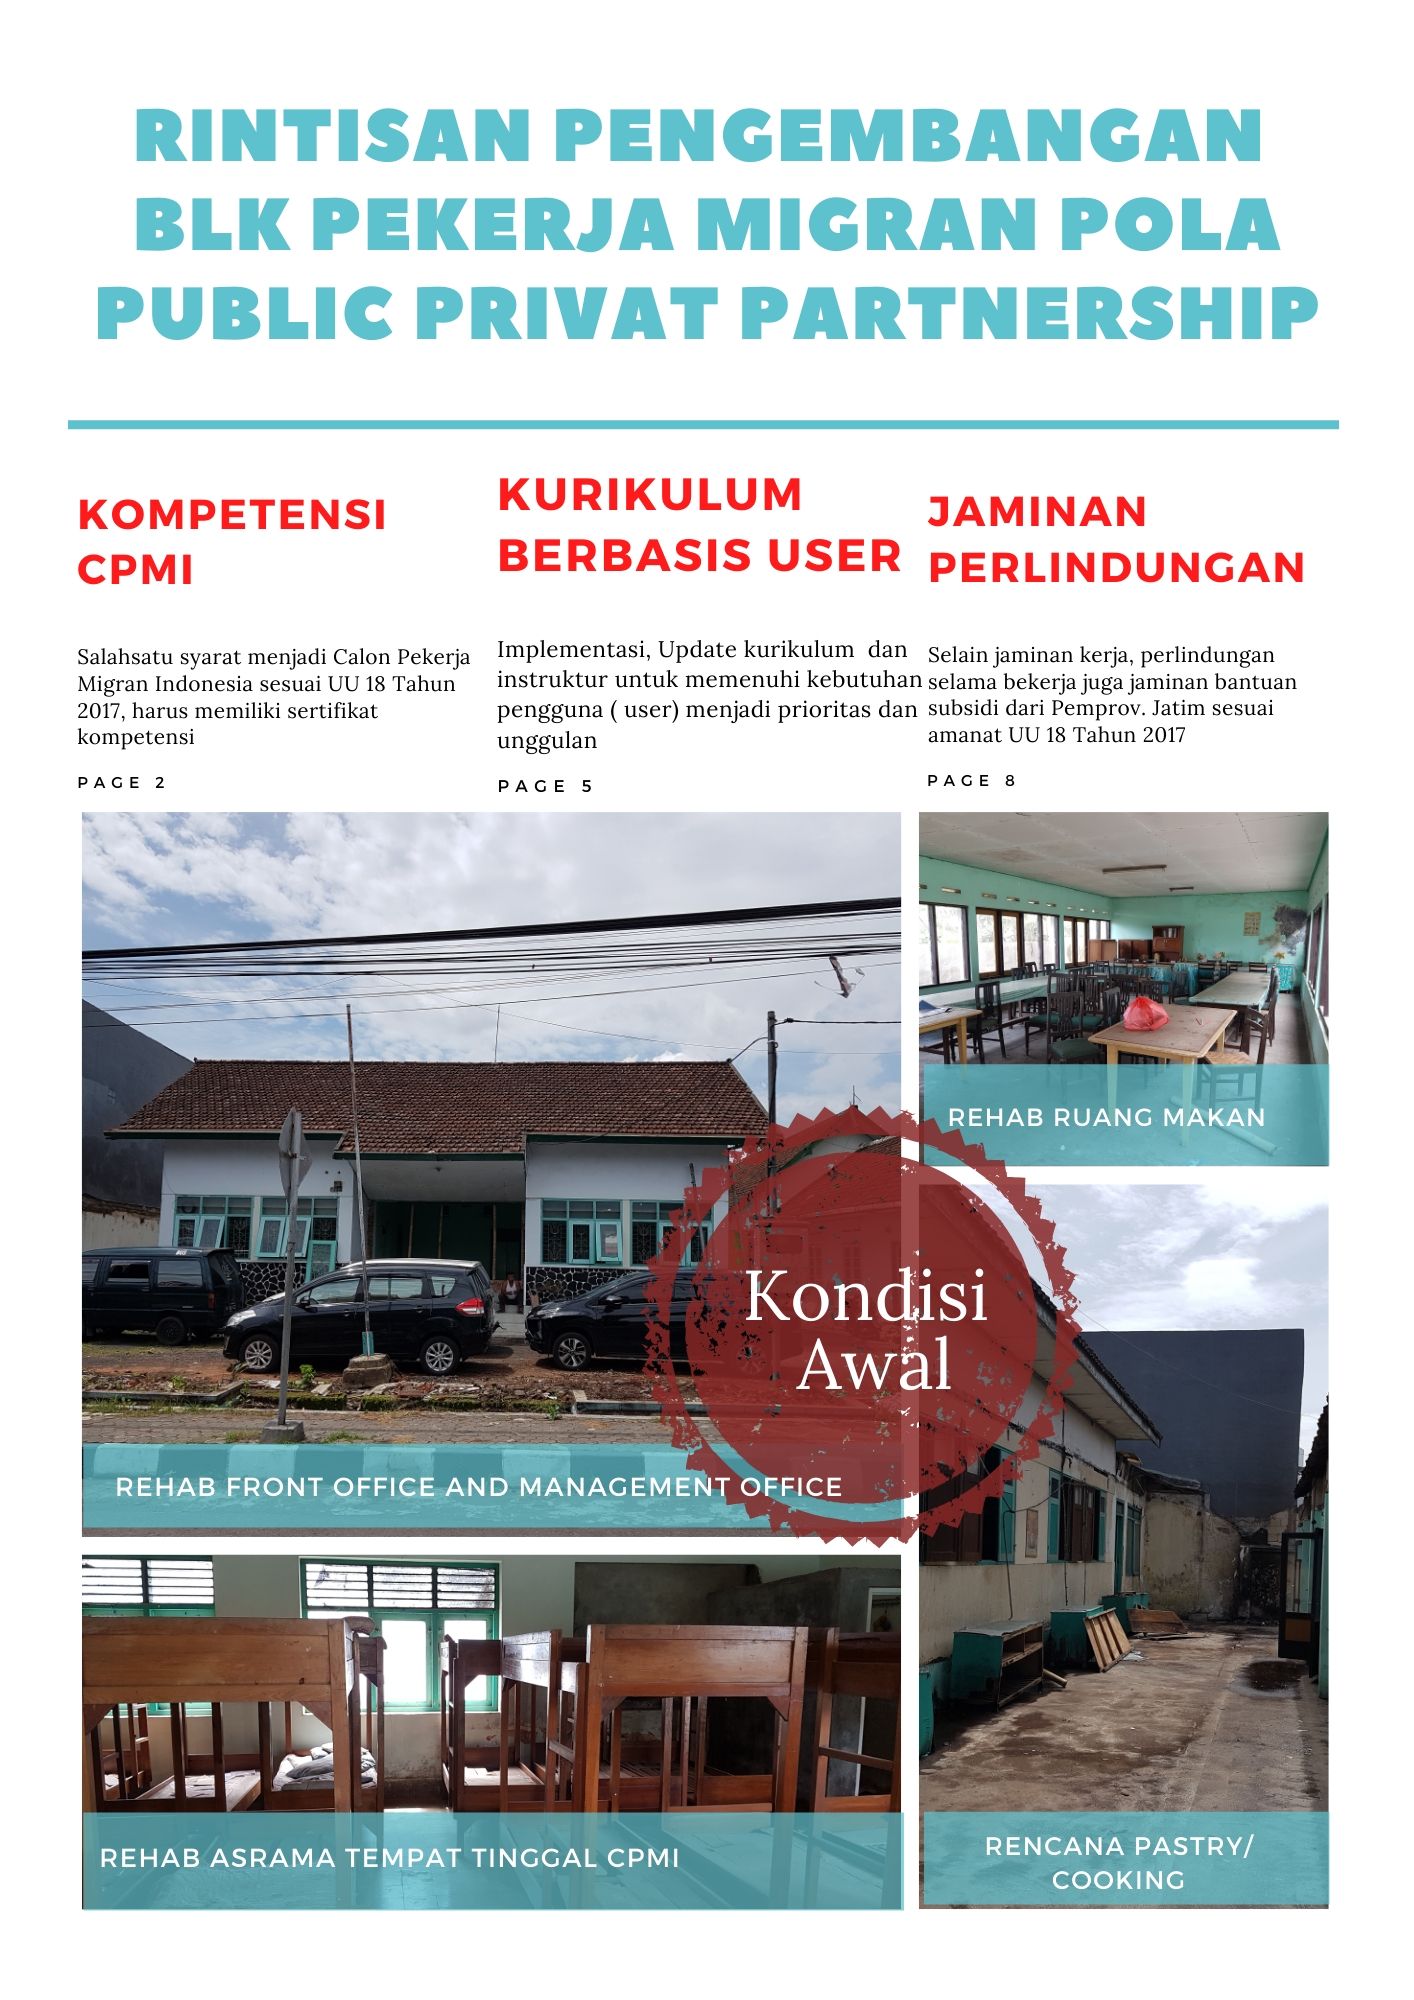 RINTISAN PENGEMBANGAN
BLK PEKERJA MIGRAN POLA
PUBLIC PRIVAT PARTNERSHIP
KOMPETENSI
CPMI
Salahsatu syarat menjadi Calon Pekerja
Migran Indonesia sesuai UU 18 Tahun
2017, harus memiliki sertifikat
kompetensi
PAGE 2
KURIKULUM
BERBASIS USER
Implementasi, Update kurikulum  dan
instruktur untuk memenuhi kebutuhan
pengguna ( user) menjadi prioritas dan
unggulan
PAGE 5
JAMINAN
PERLINDUNGAN
Selain jaminan kerja, perlindungan
selama bekerja juga jaminan bantuan
subsidi dari Pemprov. Jatim sesuai
amanat UU 18 Tahun 2017
PAGE 8
REHAB RUANG MAKAN
Kondisi
Awal
REHAB FRONT OFFICE AND MANAGEMENT OFFICE
REHAB ASRAMA TEMPAT TINGGAL CPMI
RENCANA PASTRY/
COOKING